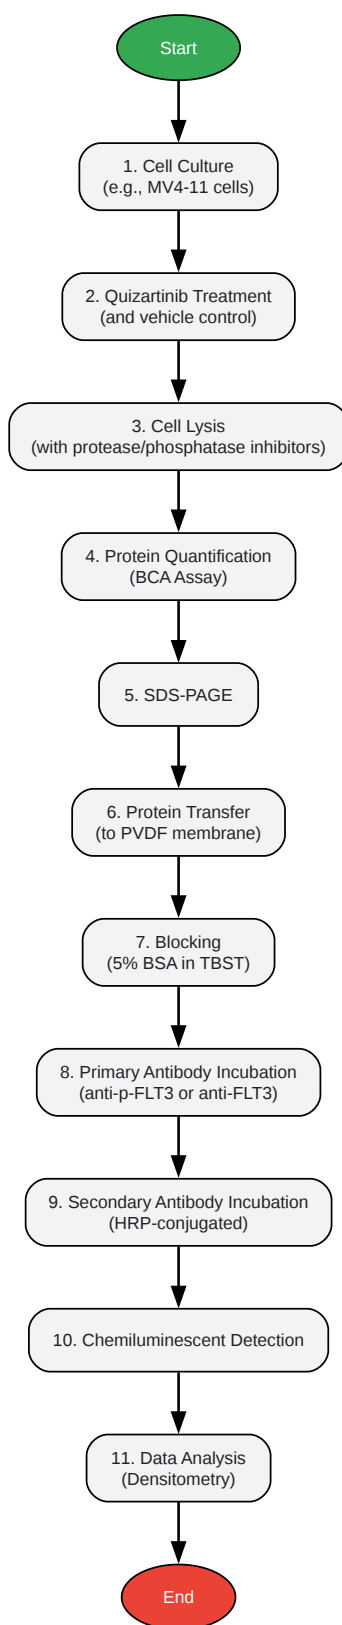 Start
1. Cell Culture
(e.g., MV4-11 cells)
2. Quizartinib Treatment
(and vehicle control)
3. Cell Lysis
(with protease/phosphatase inhibitors)
4. Protein Quantification
(BCA Assay)
5. SDS-PAGE
6. Protein Transfer
(to PVDF membrane)
7. Blocking
(5% BSA in TBST)
8. Primary Antibody Incubation
(anti-p-FLT3 or anti-FLT3)
9. Secondary Antibody Incubation
(HRP-conjugated)
10. Chemiluminescent Detection
11. Data Analysis
(Densitometry)
End